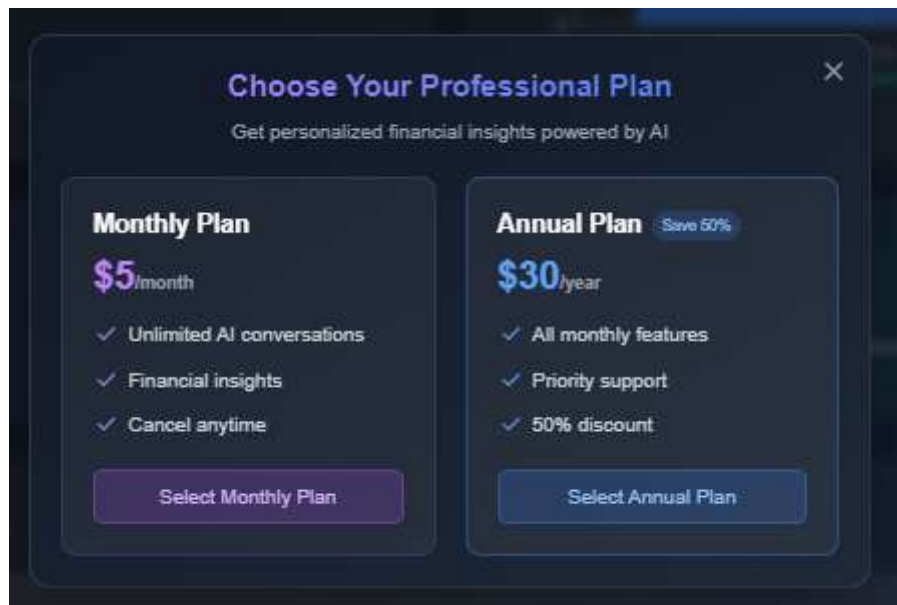 Choose Your Professional Plan
Get personalized financial insights powered by AI
Monthly Plan
$5/month
Unlimited AI conversations
Financial insights
Cancel anytime
Select Monthly Plan
Annual Plan Save 50%
$30/year
All monthly features
Priority support
50% discount
Select Annual Plan